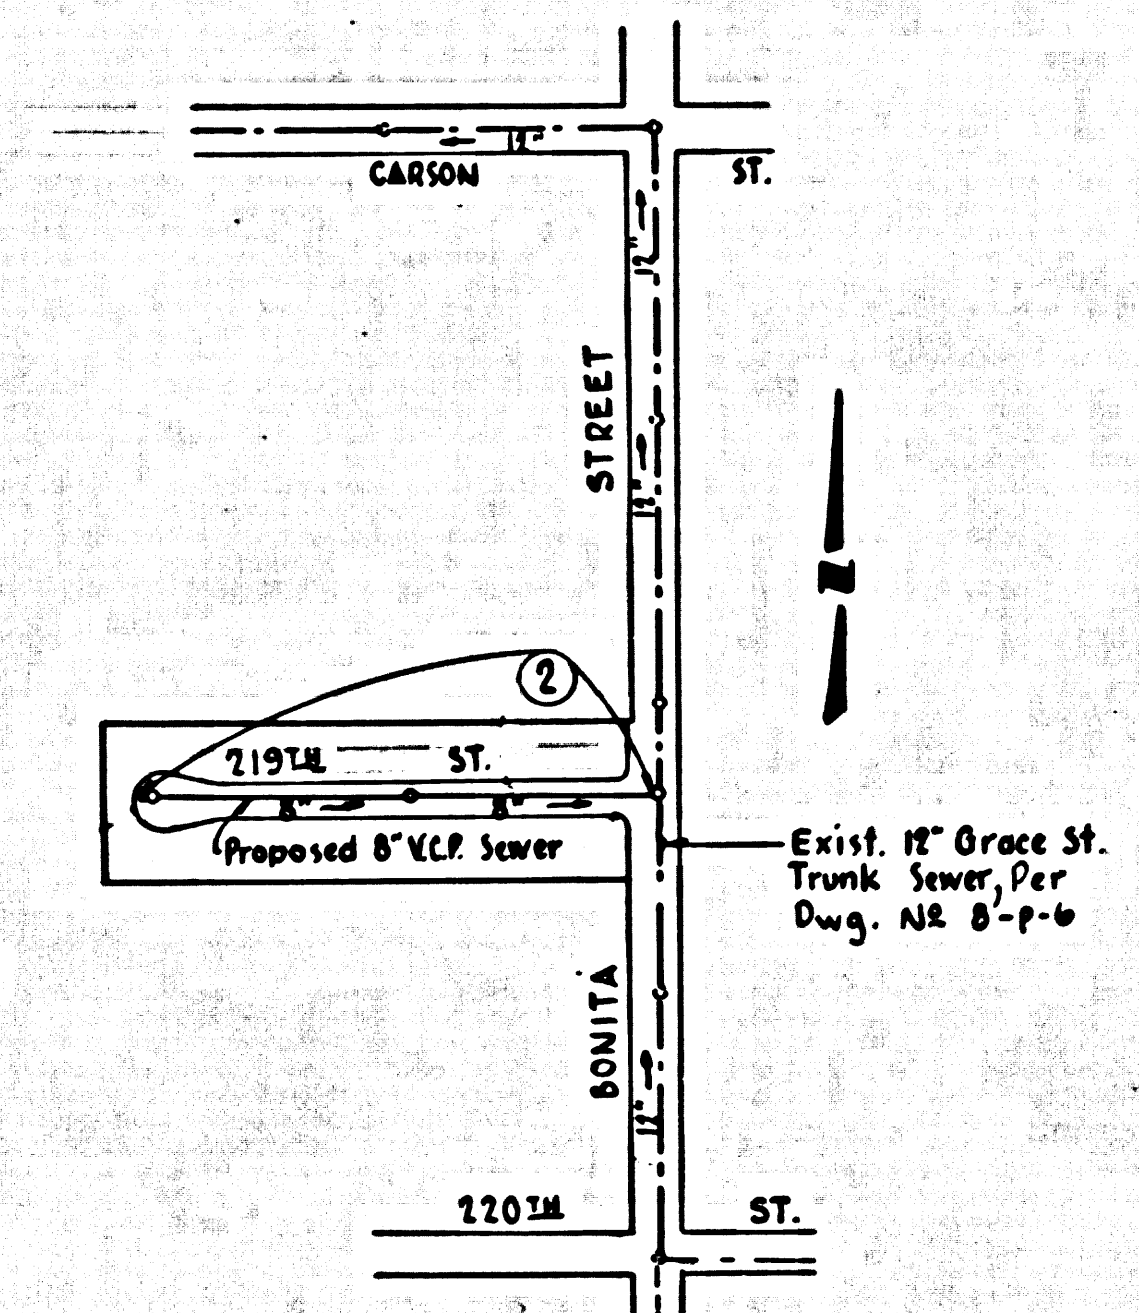 12"
CARSON ST.
12"
STREET
12"
N
2
219TH ST.
8" 8"
Proposed 8" V.C.P. Sewer
Exist. 12" Grace St.
Trunk Sewer, Per
Dwg. No 8-P-6
BONITA
12"
220TH ST.